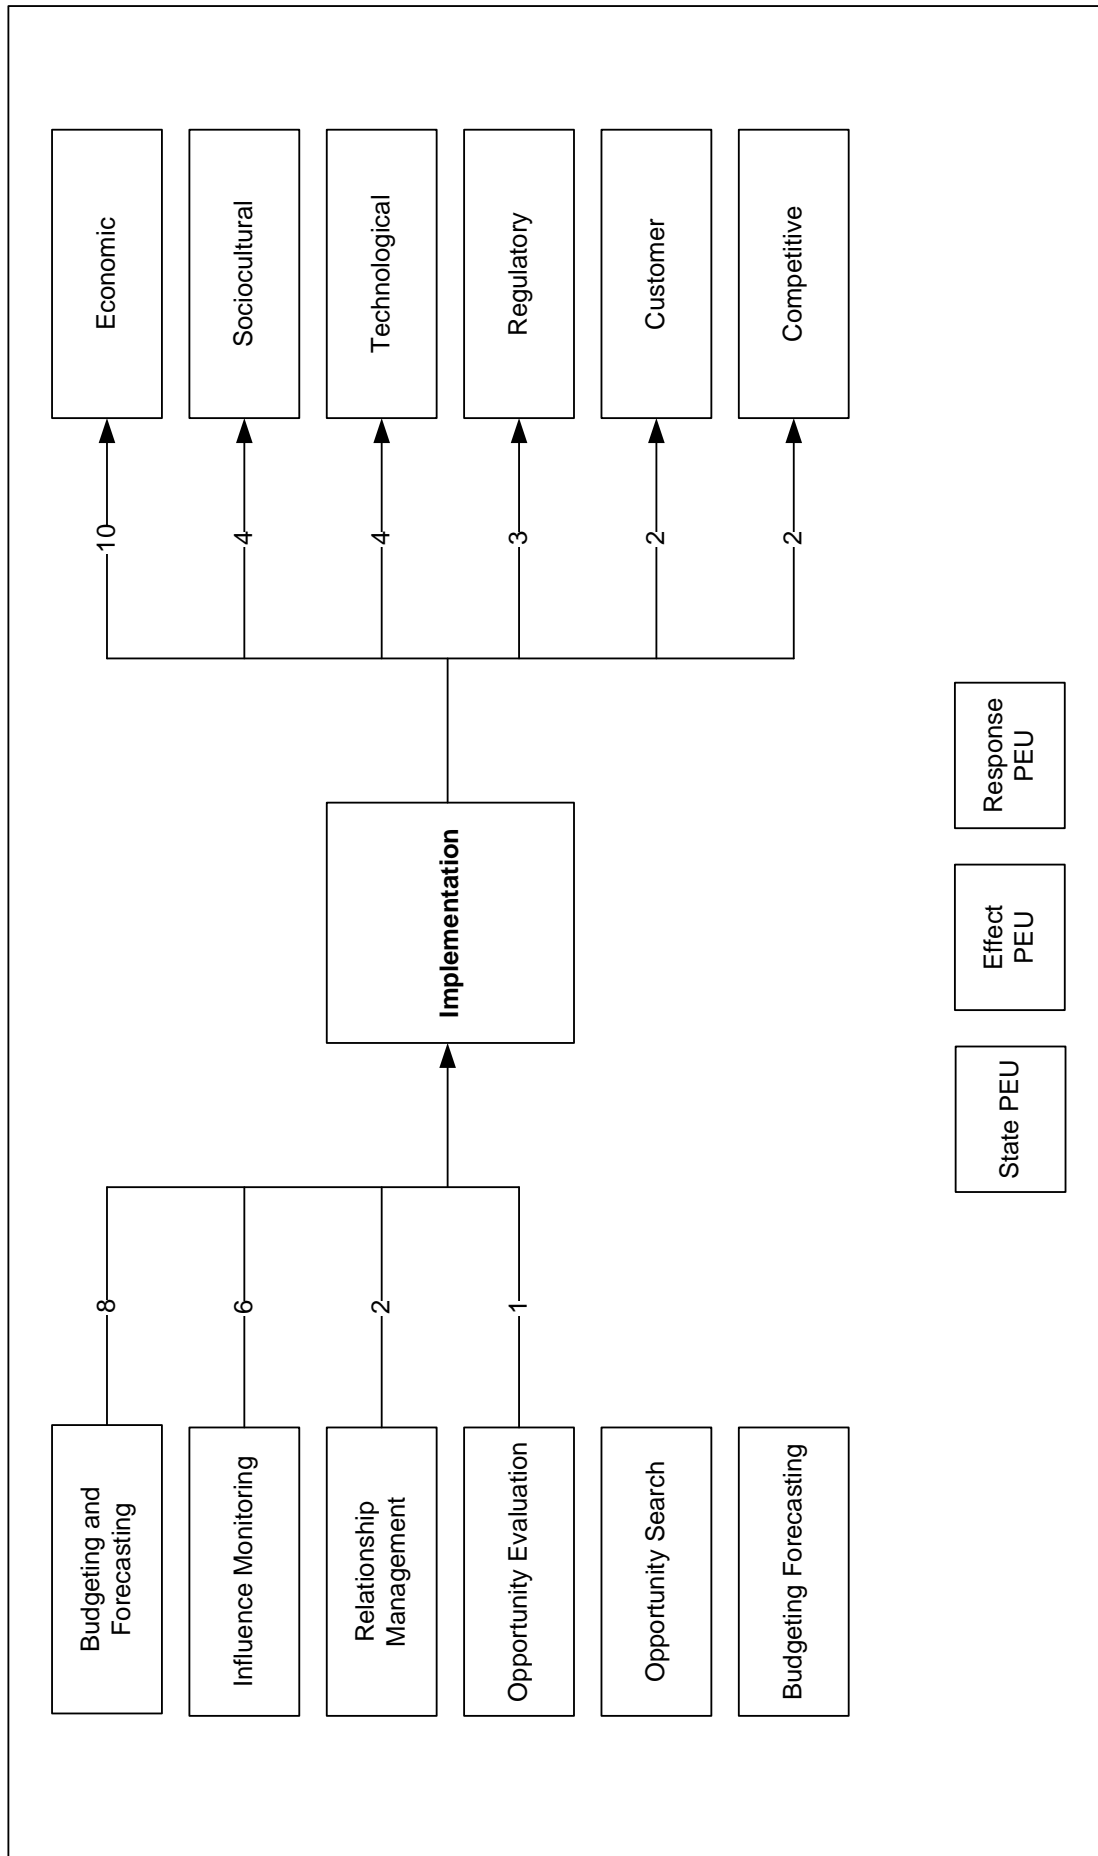 Budgeting and
Forecasting
Influence Monitoring
Relationship
Management
Opportunity Evaluation
Opportunity Search
Budgeting Forecasting
8
6
2
1
Implementation
10
4
4
3
2
2
Economic
Sociocultural
Technological
Regulatory
Customer
Competitive
State PEU
Effect
PEU
Response
PEU